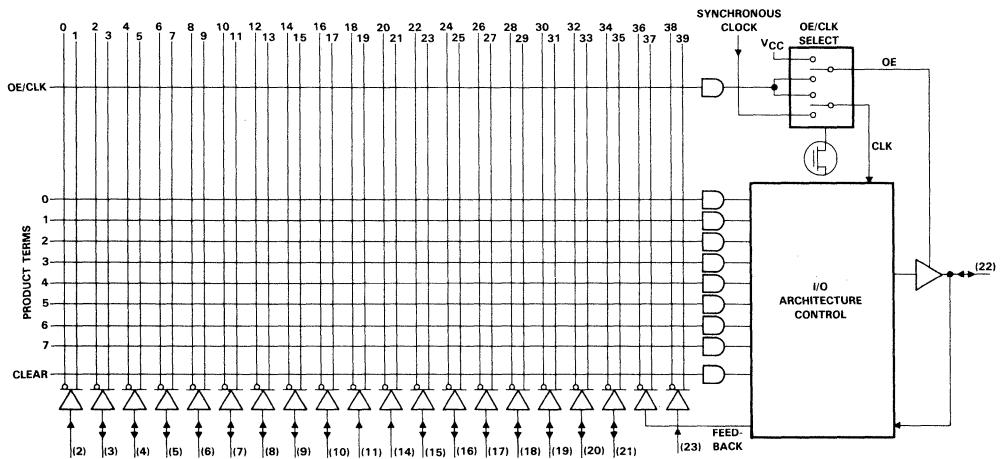 0 2 4 6 8 10 12 14 16 18 20 22 24 26 28 30 32 34 36 38
1 3 5 7 9 11 13 15 17 19 21 23 25 27 29 31 33 35 37 39
SYNCHRONOUS
CLOCK
OE/CLK
SELECT
VCC
OE
OE/CLK
CLK
PRODUCT TERMS
0
1
2
3
4
5
6
7
CLEAR
I/O
ARCHITECTURE
CONTROL
(22)
FEED-
BACK
(2) (3) (4) (5) (6) (7) (8) (9) (10) (11) (14) (15) (16) (17) (18) (19) (20) (21) (23)